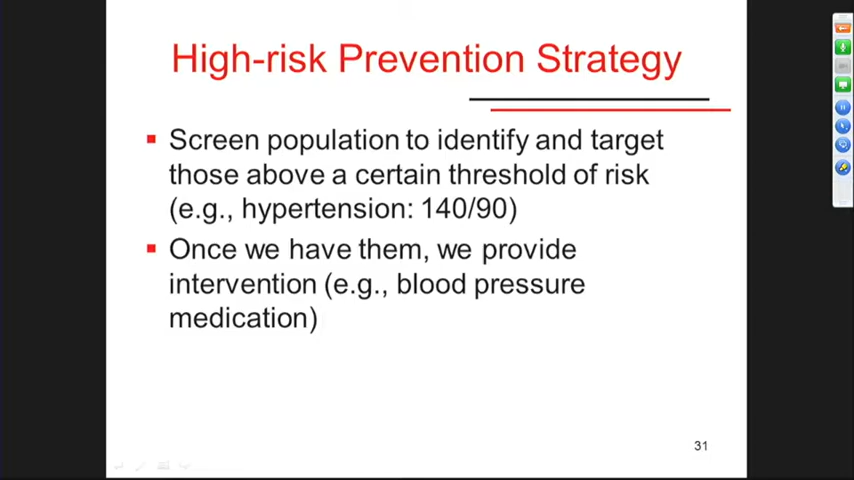 High-risk Prevention Strategy
Screen population to identify and target
those above a certain threshold of risk
(e.g., hypertension: 140/90)
Once we have them, we provide
intervention (e.g., blood pressure
medication)
31